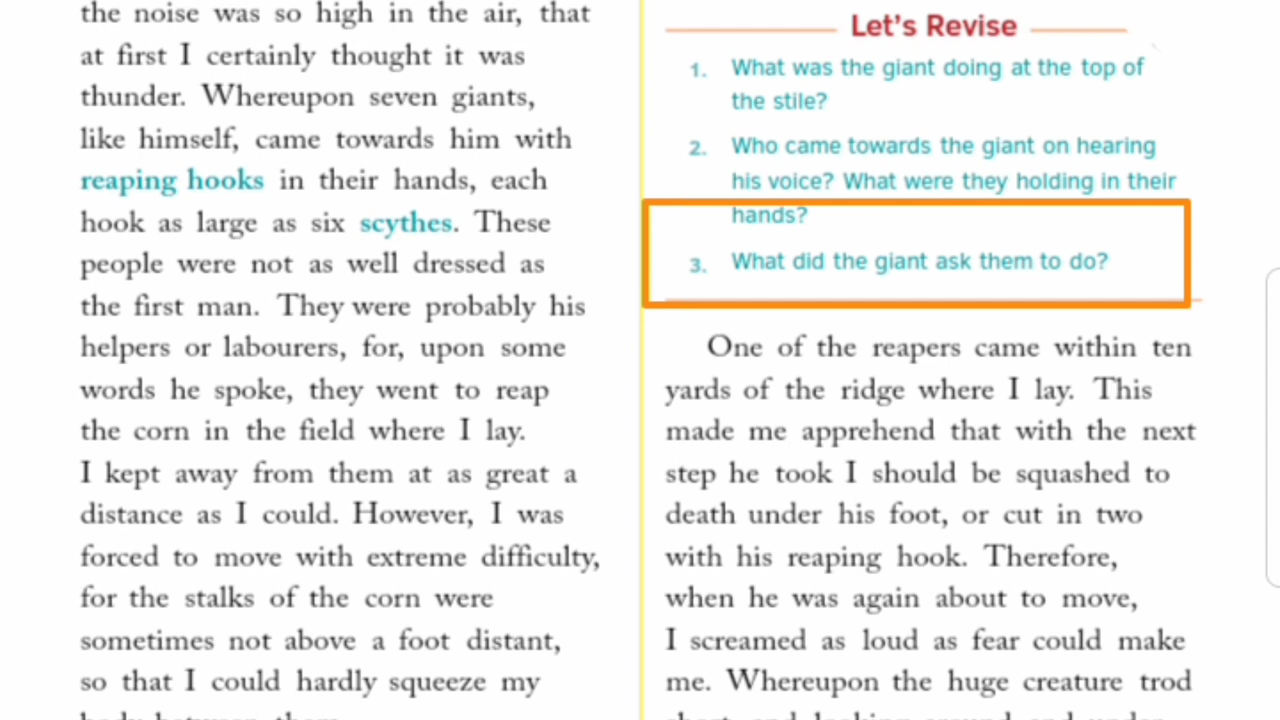 the noise was so high in the air, that
at first I certainly thought it was
thunder. Whereupon seven giants,
like himself, came towards him with
reaping hooks in their hands, each
hook as large as six scythes. These
people were not as well dressed as
the first man. They were probably his
helpers or labourers, for, upon some
words he spoke, they went to reap
the corn in the field where I lay.
I kept away from them at as great a
distance as I could. However, I was
forced to move with extreme difficulty,
for the stalks of the corn were
sometimes not above a foot distant,
so that I could hardly squeeze my
Let's Revise
1. What was the giant doing at the top of
the stile?
2. Who came towards the giant on hearing
his voice? What were they holding in their
hands?
3. What did the giant ask them to do?
One of the reapers came within ten
yards of the ridge where I lay. This
made me apprehend that with the next
step he took I should be squashed to
death under his foot, or cut in two
with his reaping hook. Therefore,
when he was again about to move,
I screamed as loud as fear could make
me. Whereupon the huge creature trod